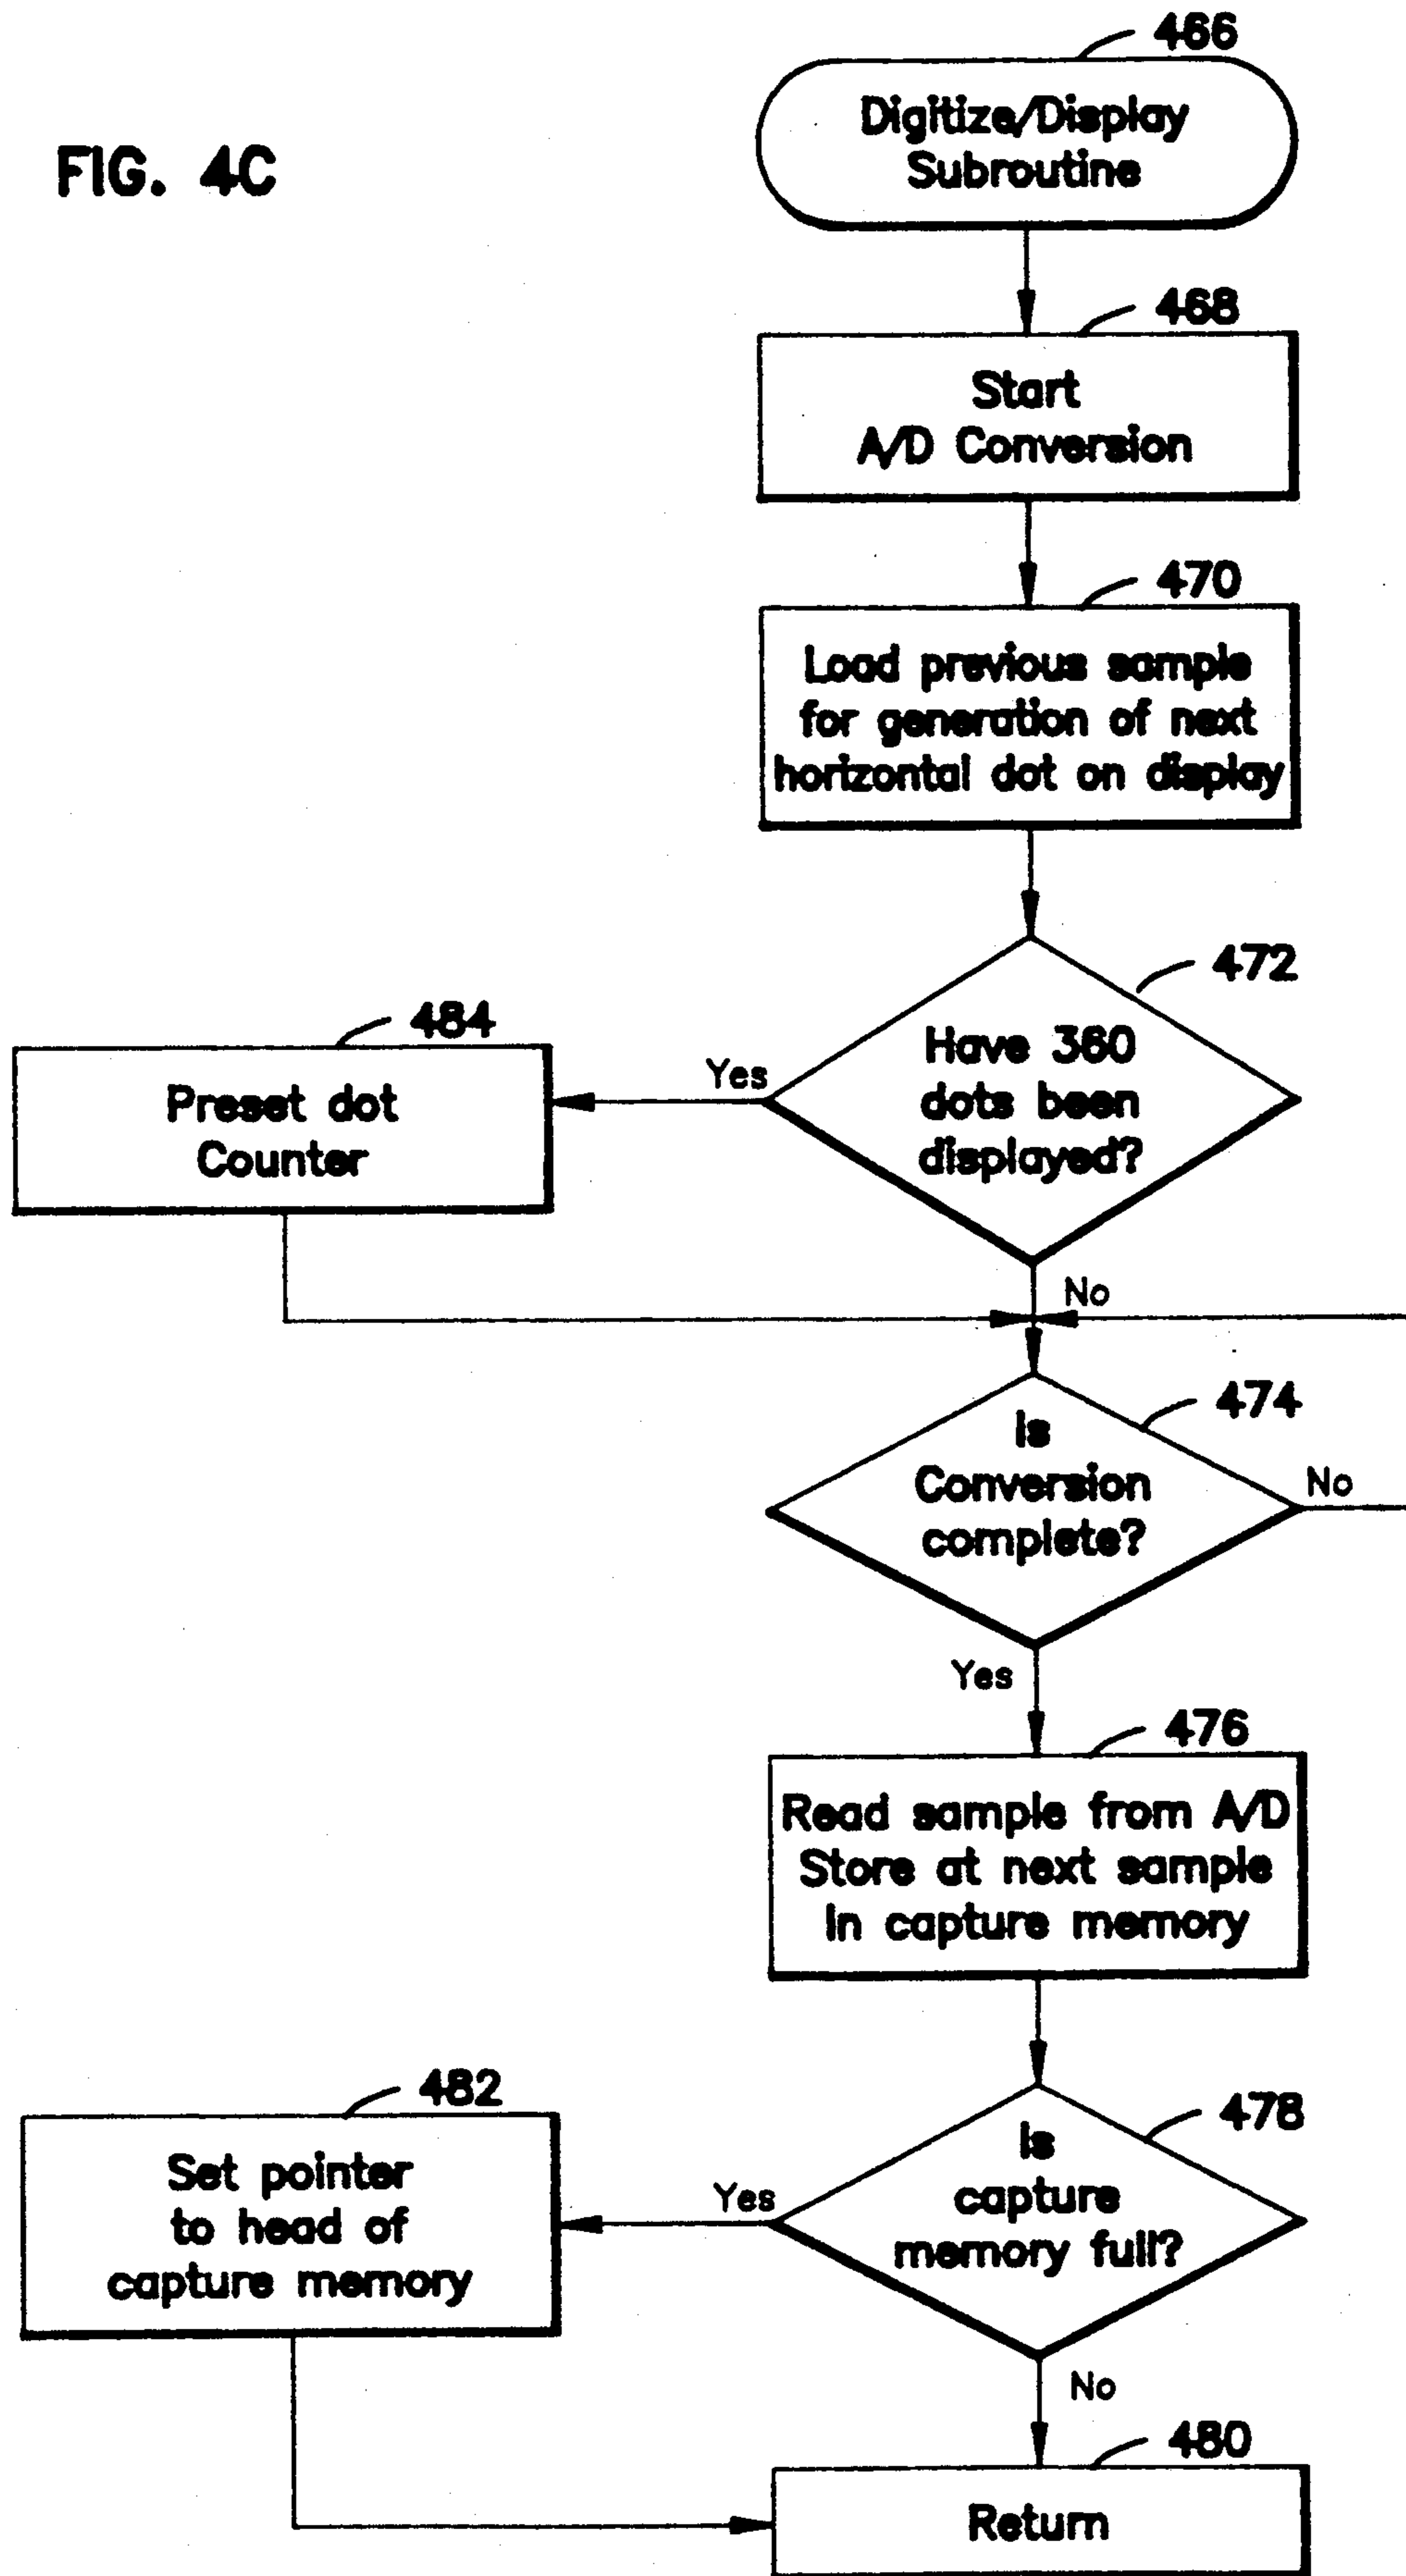 FIG. 4C
466
Digitize/Display
Subroutine
468
Start
A/D Conversion
470
Load previous sample
for generation of next
horizontal dot on display
472
Have 360
dots been
displayed?
Yes
484
Preset dot
Counter
No
474
Is
Conversion
complete?
No
Yes
476
Read sample from A/D
Store at next sample
in capture memory
478
Is
capture
memory full?
Yes
482
Set pointer
to head of
capture memory
No
480
Return